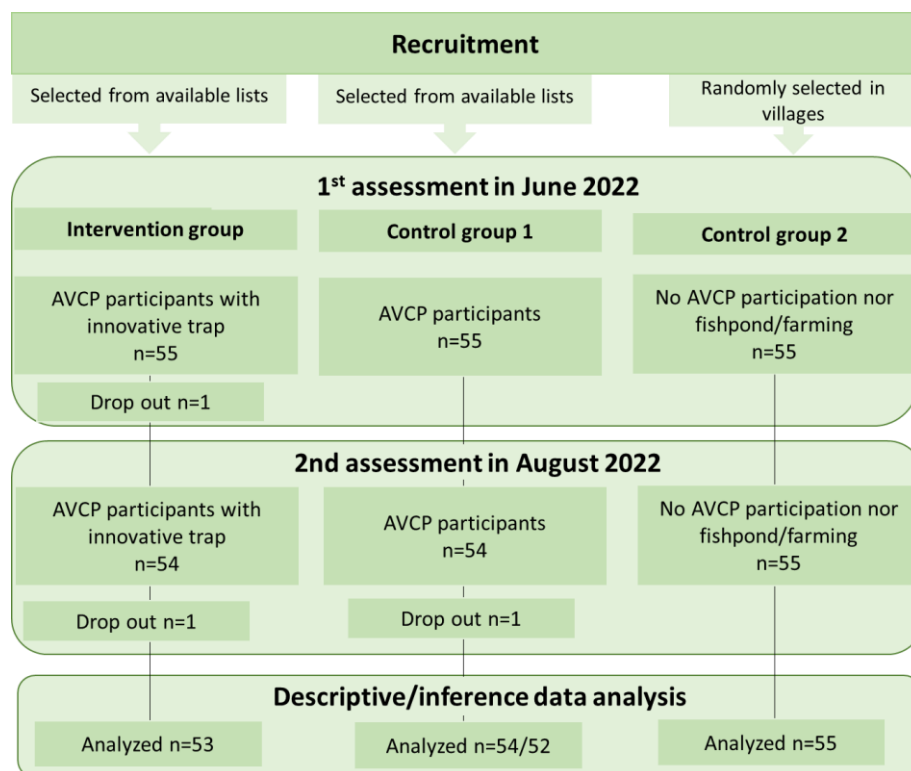 Recruitment
Selected from available lists
Selected from available lists
Randomly selected in
villages
1st assessment in June 2022
Intervention group
Control group 1
Control group 2
AVCP participants with
innovative trap
n=55
AVCP participants
n=55
No AVCP participation nor
fishpond/farming
n=55
Drop out n=1
2nd assessment in August 2022
AVCP participants with
innovative trap
n=54
AVCP participants
n=54
No AVCP participation nor
fishpond/farming
n=55
Drop out n=1
Drop out n=1
Descriptive/inference data analysis
Analyzed n=53
Analyzed n=54/52
Analyzed n=55